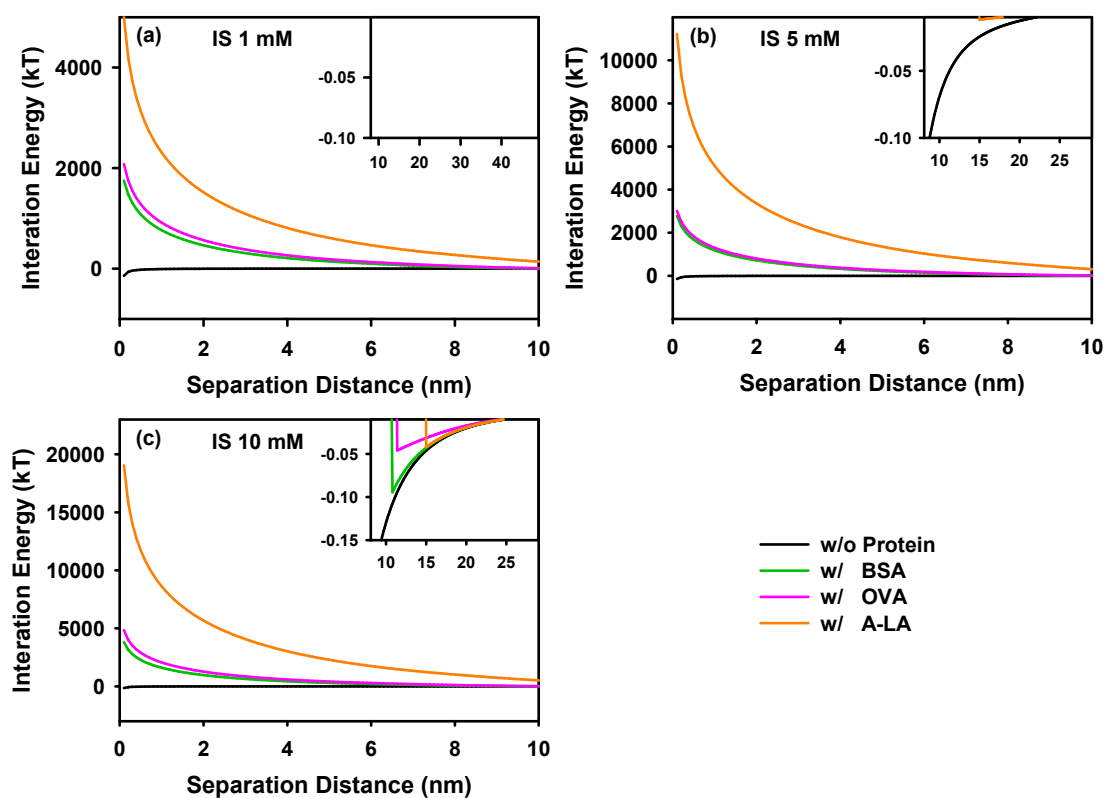 (a) IS 1 mM
Interation Energy (kT)
4000
2000
0
-0.05
-0.10
10 20 30 40
0 2 4 6 8 10
Separation Distance (nm)
(b) IS 5 mM
Interation Energy (kT)
10000
8000
6000
4000
2000
0
-0.05
-0.10
10 15 20 25
0 2 4 6 8 10
Separation Distance (nm)
(c) IS 10 mM
Interation Energy (kT)
20000
15000
10000
5000
0
-0.05
-0.10
-0.15
10 15 20 25
0 2 4 6 8 10
Separation Distance (nm)
w/o Protein
w/ BSA
w/ OVA
w/ A-LA